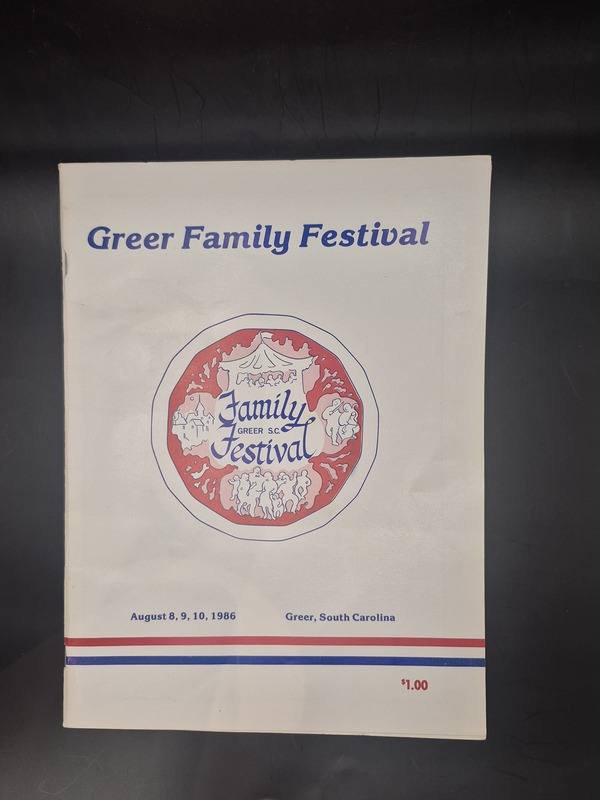 Greer Family Festival
Family
GREER S.C.
Festival
August 8, 9, 10, 1986 Greer, South Carolina
$1.00